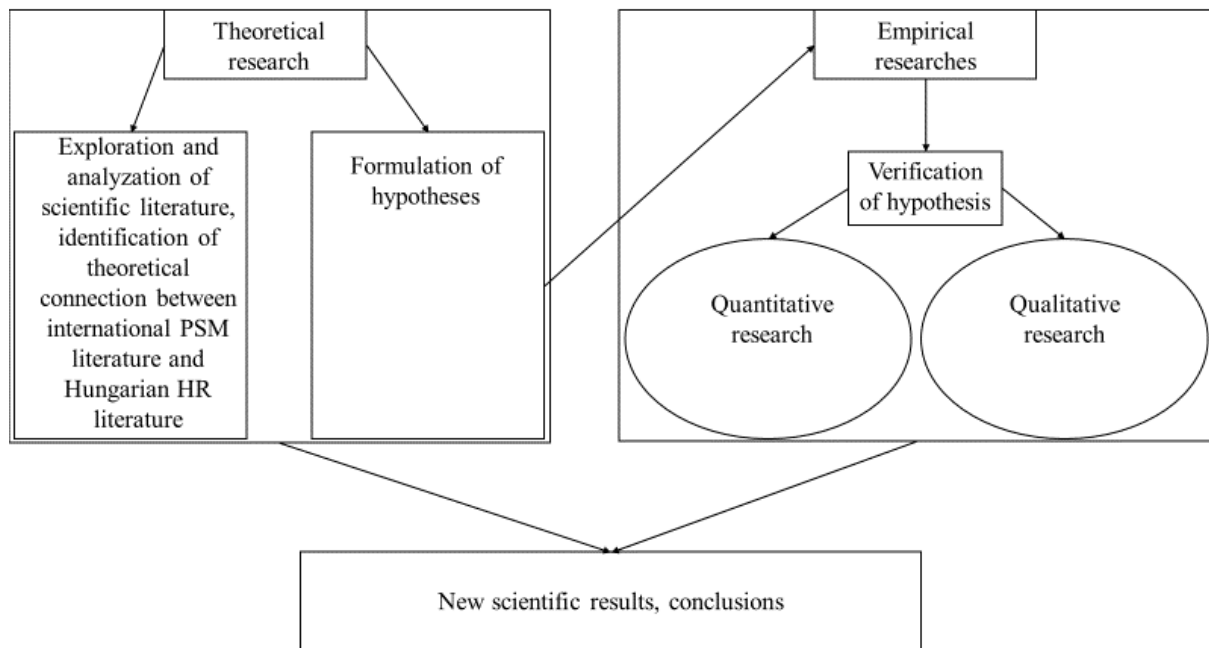 Theoretical
research
Exploration and
analyzation of
scientific literature,
identification of
theoretical
connection between
international PSM
literature and
Hungarian HR
literature
Formulation of
hypotheses
Empirical
researches
Verification
of hypothesis
Quantitative
research
Qualitative
research
New scientific results, conclusions